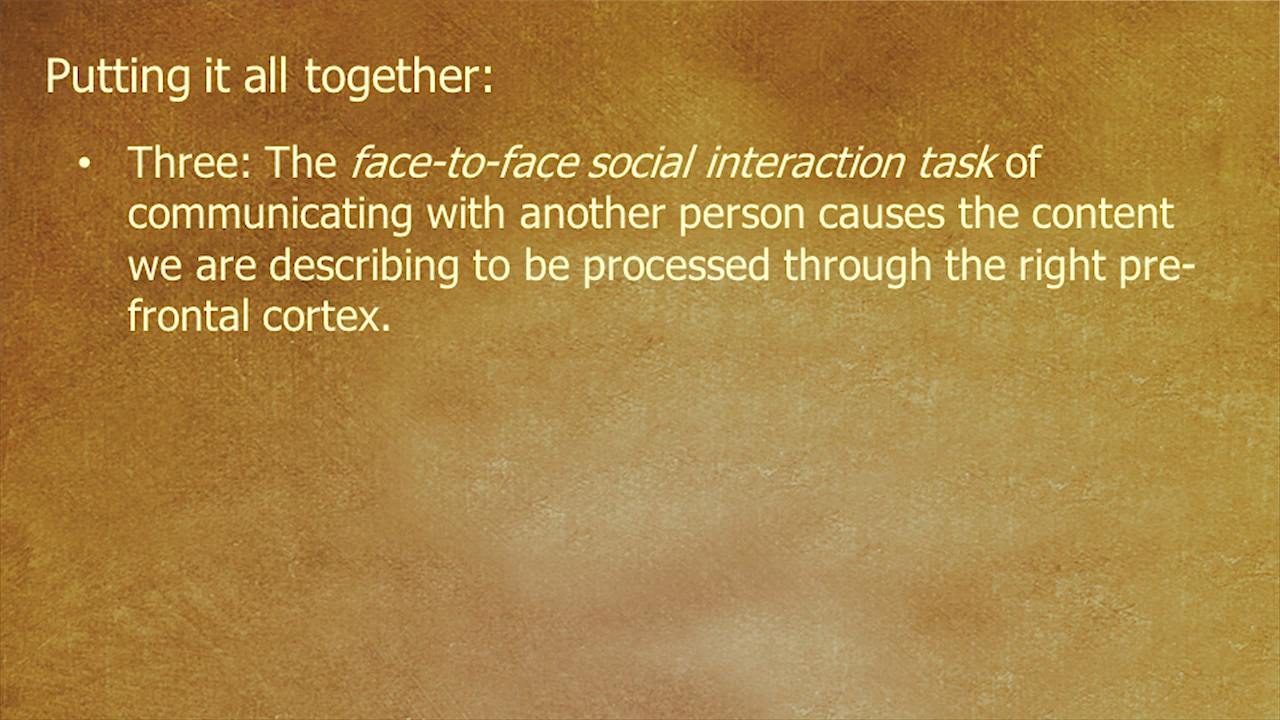 Putting it all together:
• Three: The face-to-face social interaction task of
communicating with another person causes the content
we are describing to be processed through the right pre-
frontal cortex.